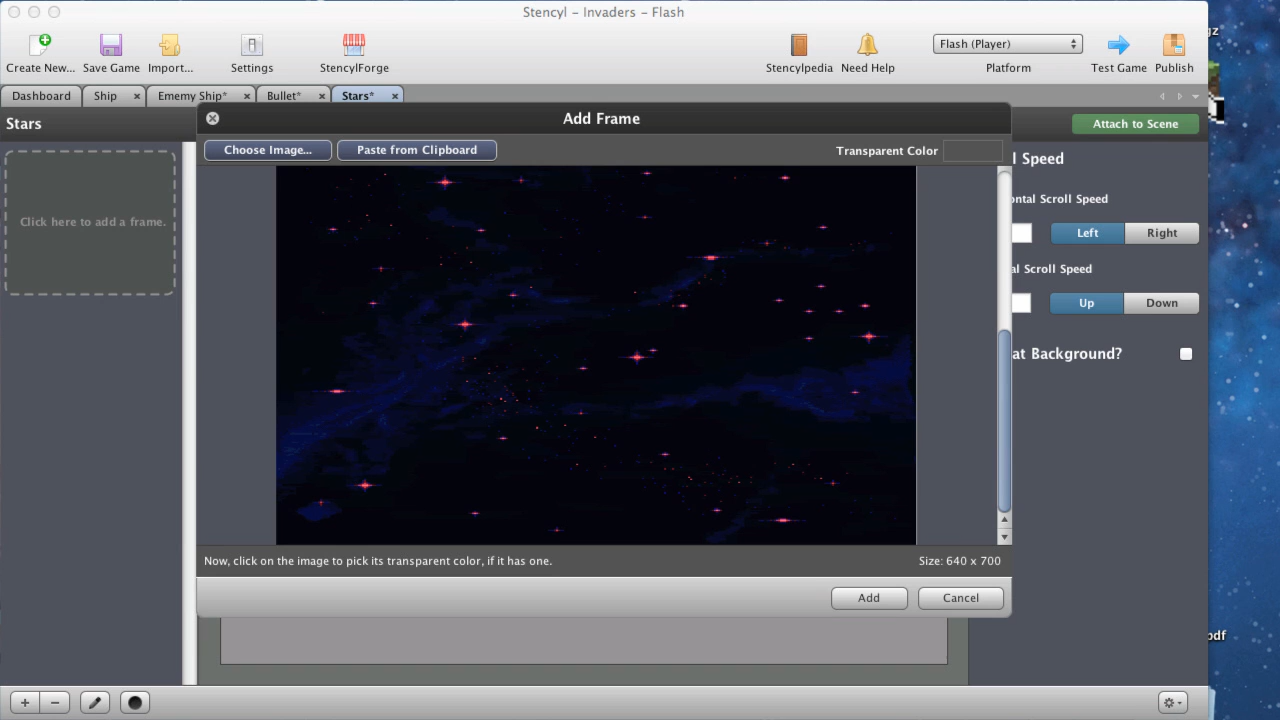 Stencyl – Invaders – Flash
Create New... Save Game Import... Settings StencylForge Stencylpedia Need Help Flash (Player) Platform Test Game Publish
Dashboard Ship Ememy Ship* Bullet* Stars*
Stars Add Frame Attach to Scene
Choose Image... Paste from Clipboard Transparent Color
l Speed
ontal Scroll Speed
Click here to add a frame.
Left Right
al Scroll Speed
Up Down
at Background?
Now, click on the image to pick its transparent color, if it has one. Size: 640 x 700
Add Cancel
gz
pdf